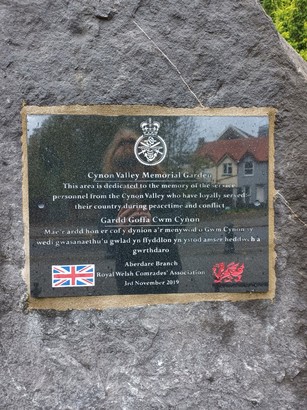 Cynon Valley Memorial Garden
This area is dedicated to the memory of the service
personnel from the Cynon Valley who have loyally served
their country during peacetime and conflict.
Gardd Goffa Cwm Cynon
Mae'r ardd hon er cof y dynion a'r menywod o Gwm Cynon sy
wedi gwasanaethu'u gwlad yn ffyddlon yn ystod amser heddwch a
gwrthdaro
Aberdare Branch
Royal Welsh Comrades' Association
3rd November 2019